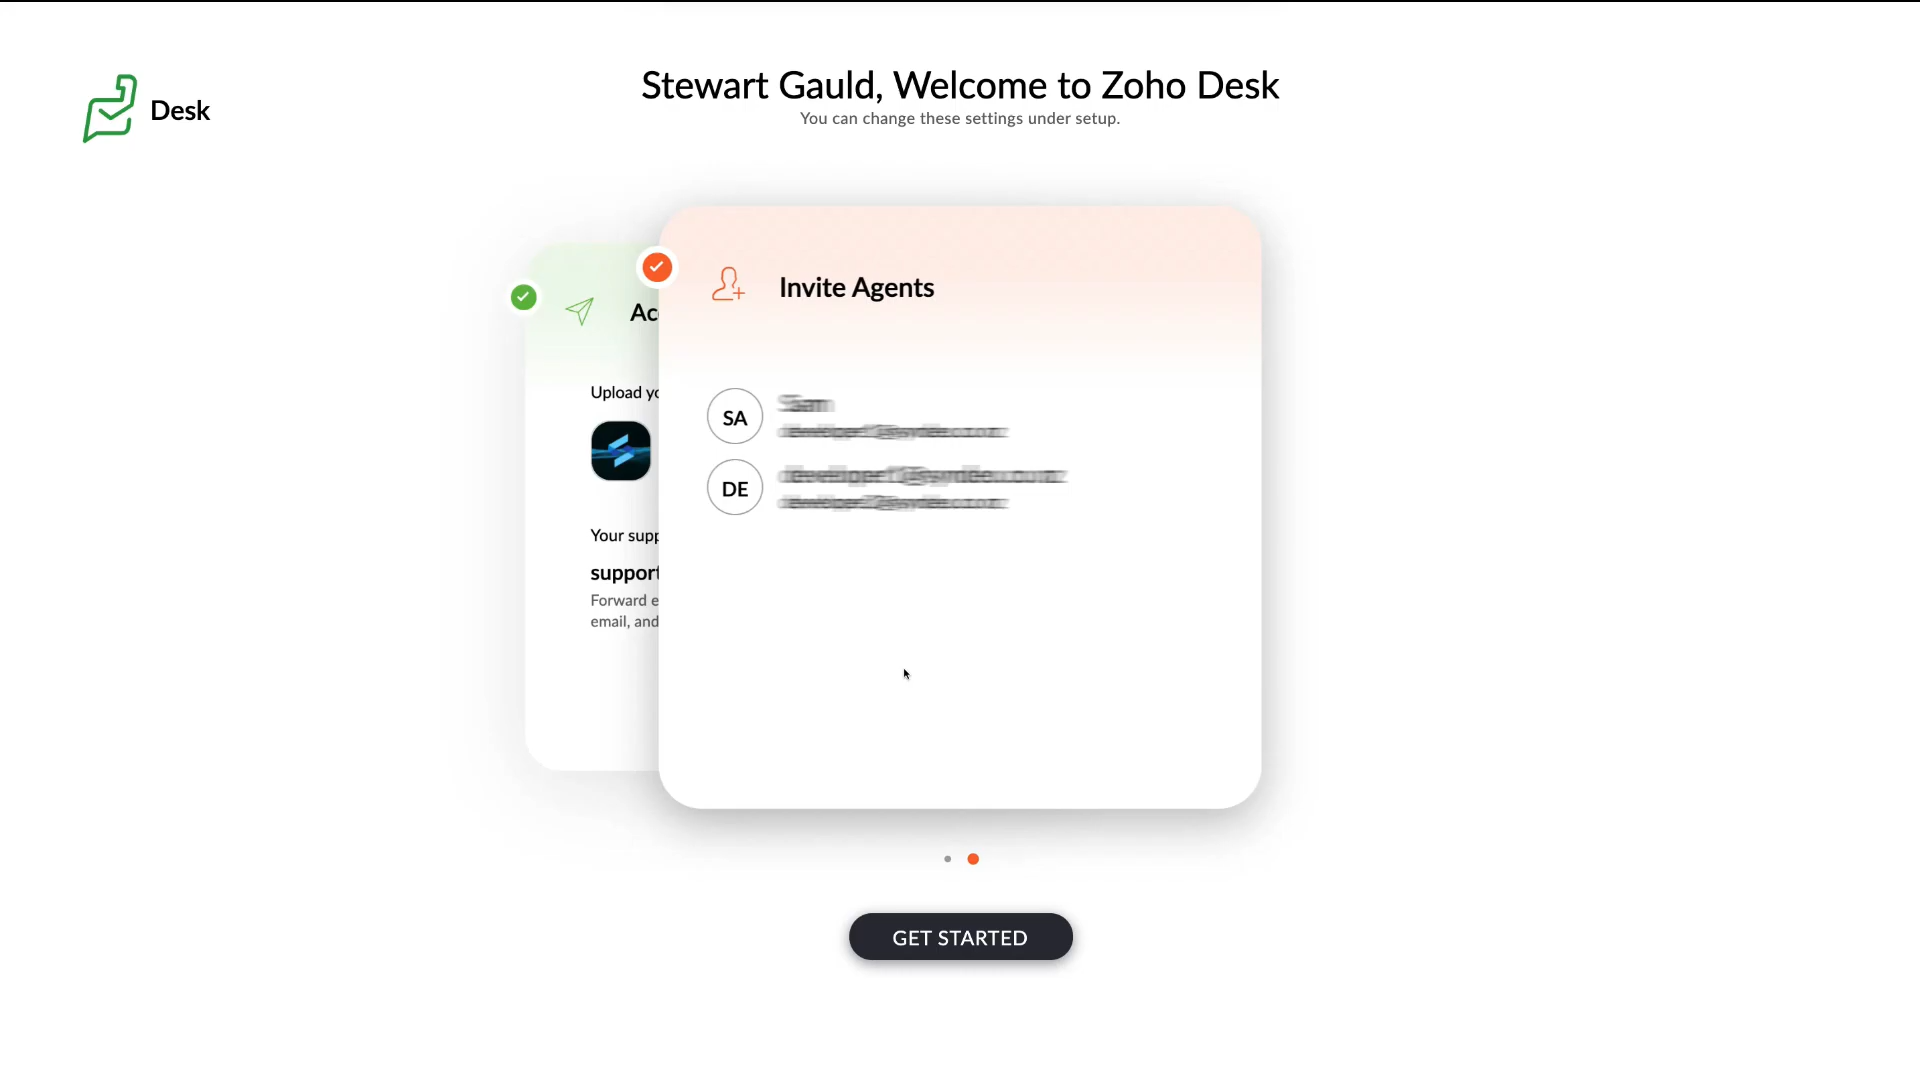 Desk
Stewart Gauld, Welcome to Zoho Desk
You can change these settings under setup.
Invite Agents
SA
DE
Ac
Upload yo
Your supp
support
Forward e
email, and
GET STARTED